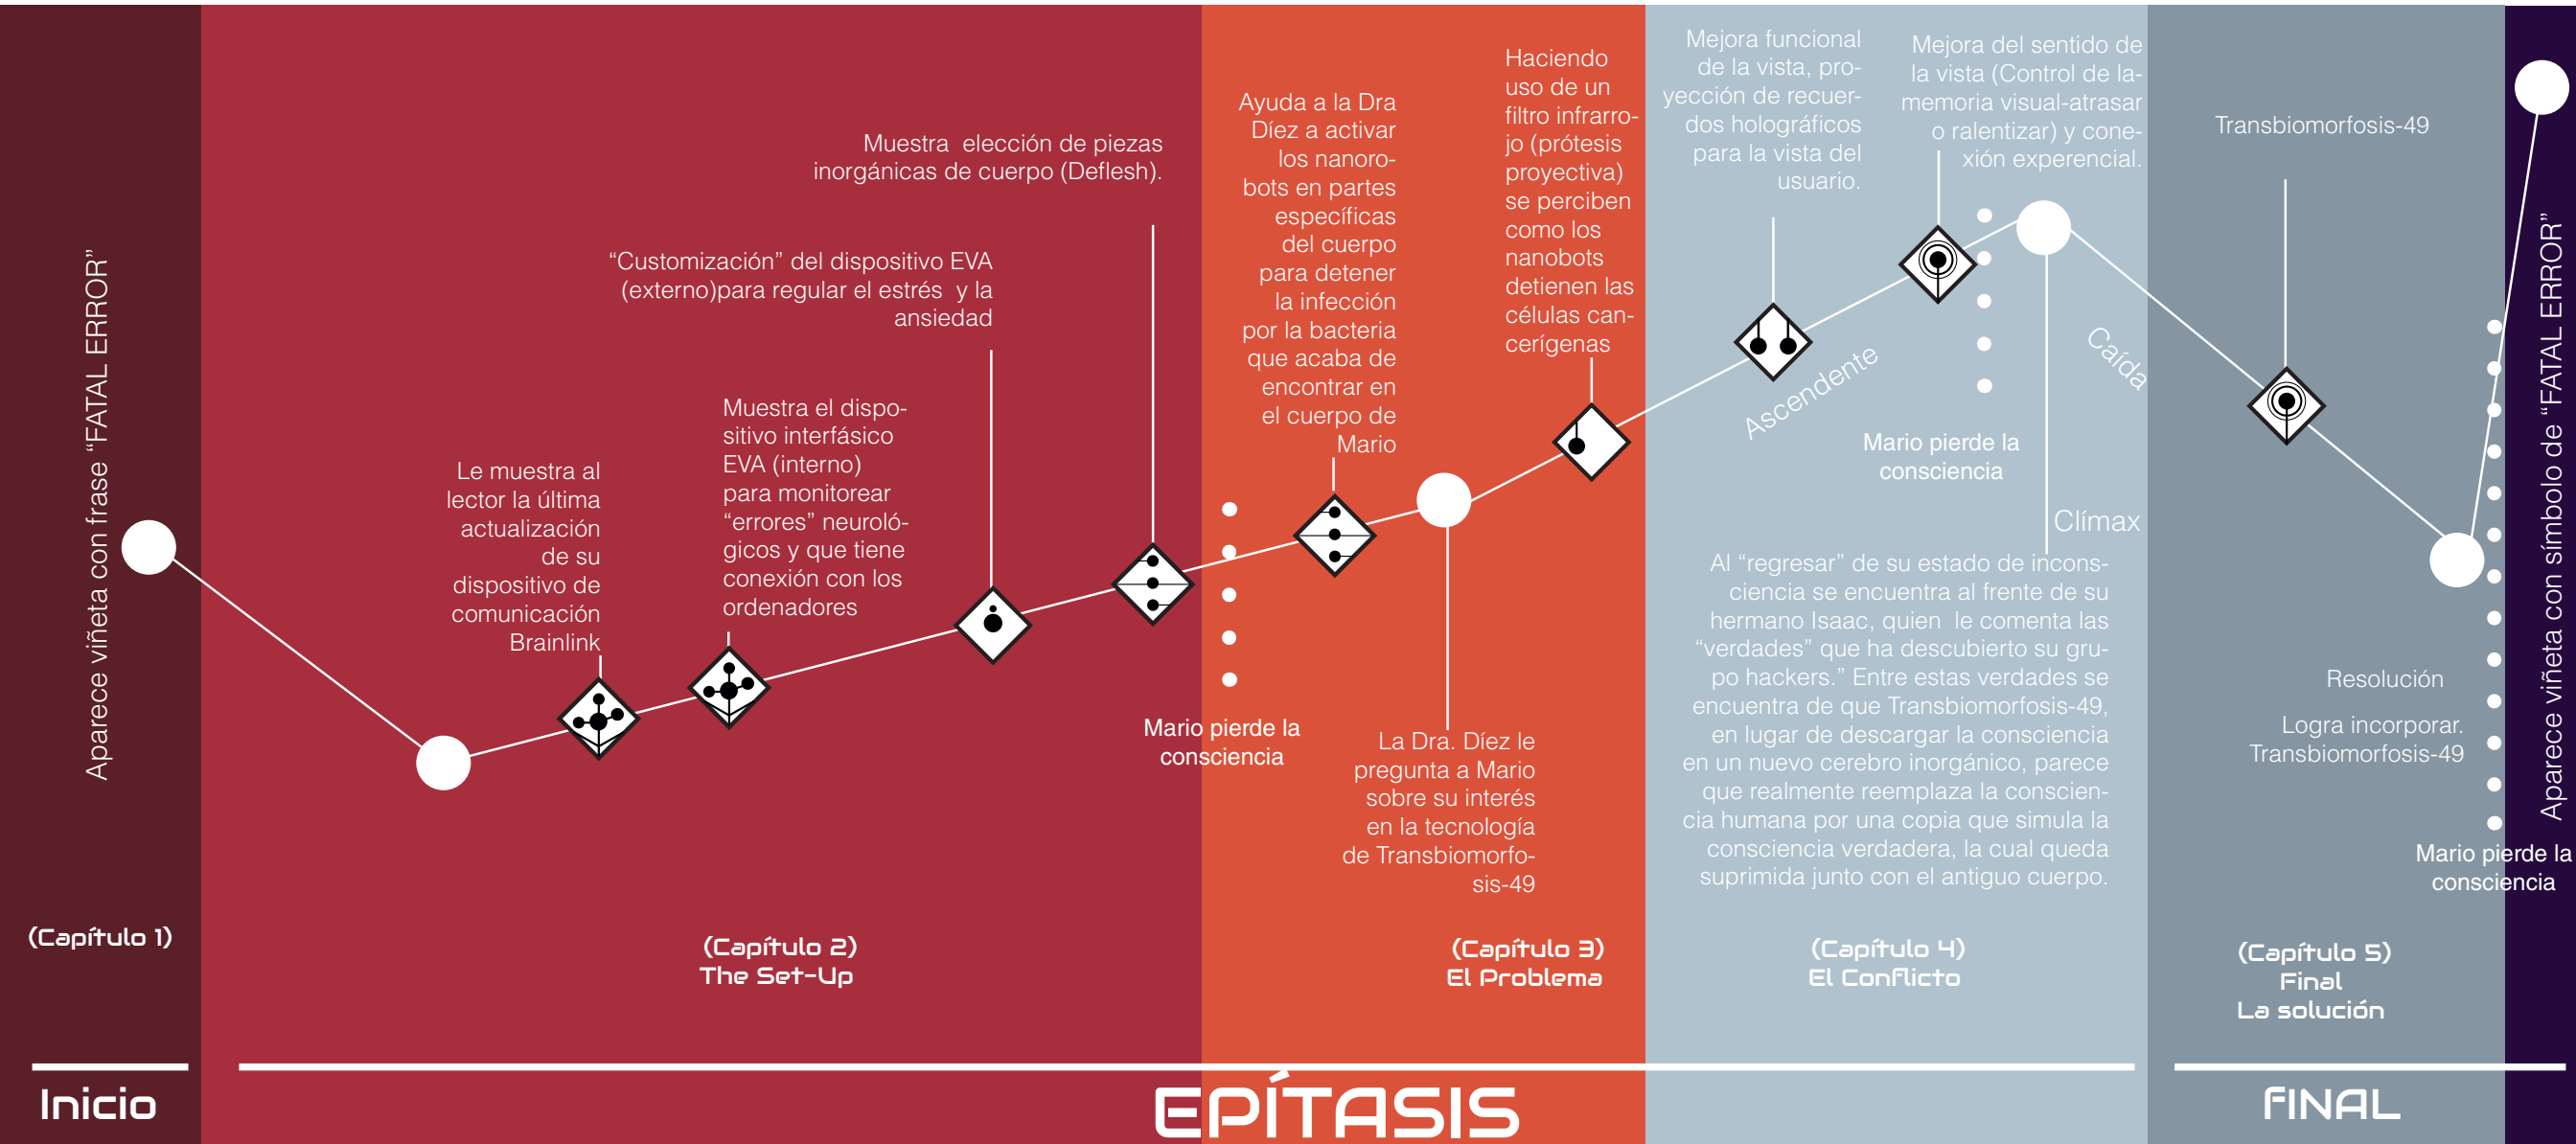 Aparece viñeta con frase “FATAL ERROR”
(Capítulo 1)
Inicio
Le muestra al
lector la última
actualización
de su
dispositivo de
comunicación
Brainlink
Muestra el dispo-
sitivo interfásico
EVA (interno)
para monitorear
“errores” neuroló-
gicos y que tiene
conexión con los
ordenadores
“Customización” del dispositivo EVA
(externo)para regular el estrés y la
ansiedad
Muestra elección de piezas
inorgánicas de cuerpo (Deflesh).
Mario pierde la
consciencia
(Capítulo 2)
The Set-Up
Ayuda a la Dra
Díez a activar
los nanoro-
bots en partes
específicas
del cuerpo
para detener
la infección
por la bacteria
que acaba de
encontrar en
el cuerpo de
Mario
La Dra. Díez le
pregunta a Mario
sobre su interés
en la tecnología
de Transbiomorfo-
sis-49
Haciendo
uso de un
filtro infrarro-
jo (prótesis
proyectiva)
se perciben
como los
nanobots
detienen las
células can-
cerígenas
(Capítulo 3)
El Problema
Mejora funcional
de la vista, pro-
yección de recuer-
dos holográficos
para la vista del
usuario.
Mejora del sentido de
la vista (Control de la-
memoria visual-atrasar
o ralentizar) y cone-
xión experencial.
Ascendente
Mario pierde la
consciencia
Caída
Clímax
Al “regresar” de su estado de incons-
ciencia se encuentra al frente de su
hermano Isaac, quien le comenta las
“verdades” que ha descubierto su gru-
po hackers.” Entre estas verdades se
encuentra de que Transbiomorfosis-49,
en lugar de descargar la consciencia
en un nuevo cerebro inorgánico, parece
que realmente reemplaza la conscien-
cia humana por una copia que simula la
consciencia verdadera, la cual queda
suprimida junto con el antiguo cuerpo.
(Capítulo 4)
El Conflicto
EPÍTASIS
Transbiomorfosis-49
Resolución
Logra incorporar.
Transbiomorfosis-49
Mario pierde la
consciencia
(Capítulo 5)
Final
La solución
Aparece viñeta con símbolo de “FATAL ERROR”
fINAL